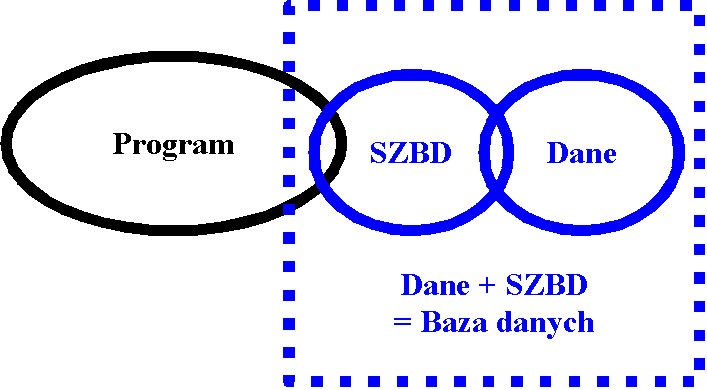 Program
SZBD
Dane
Dane + SZBD
= Baza danych